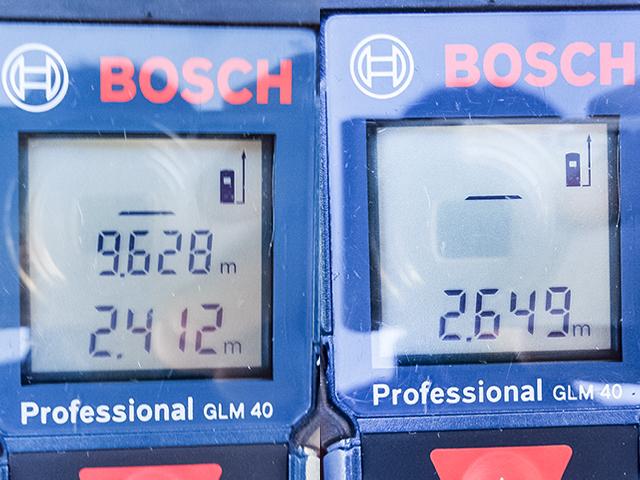 BOSCH
9.628 m
2.412 m
Professional GLM 40
BOSCH
2.649 m
Professional GLM 40